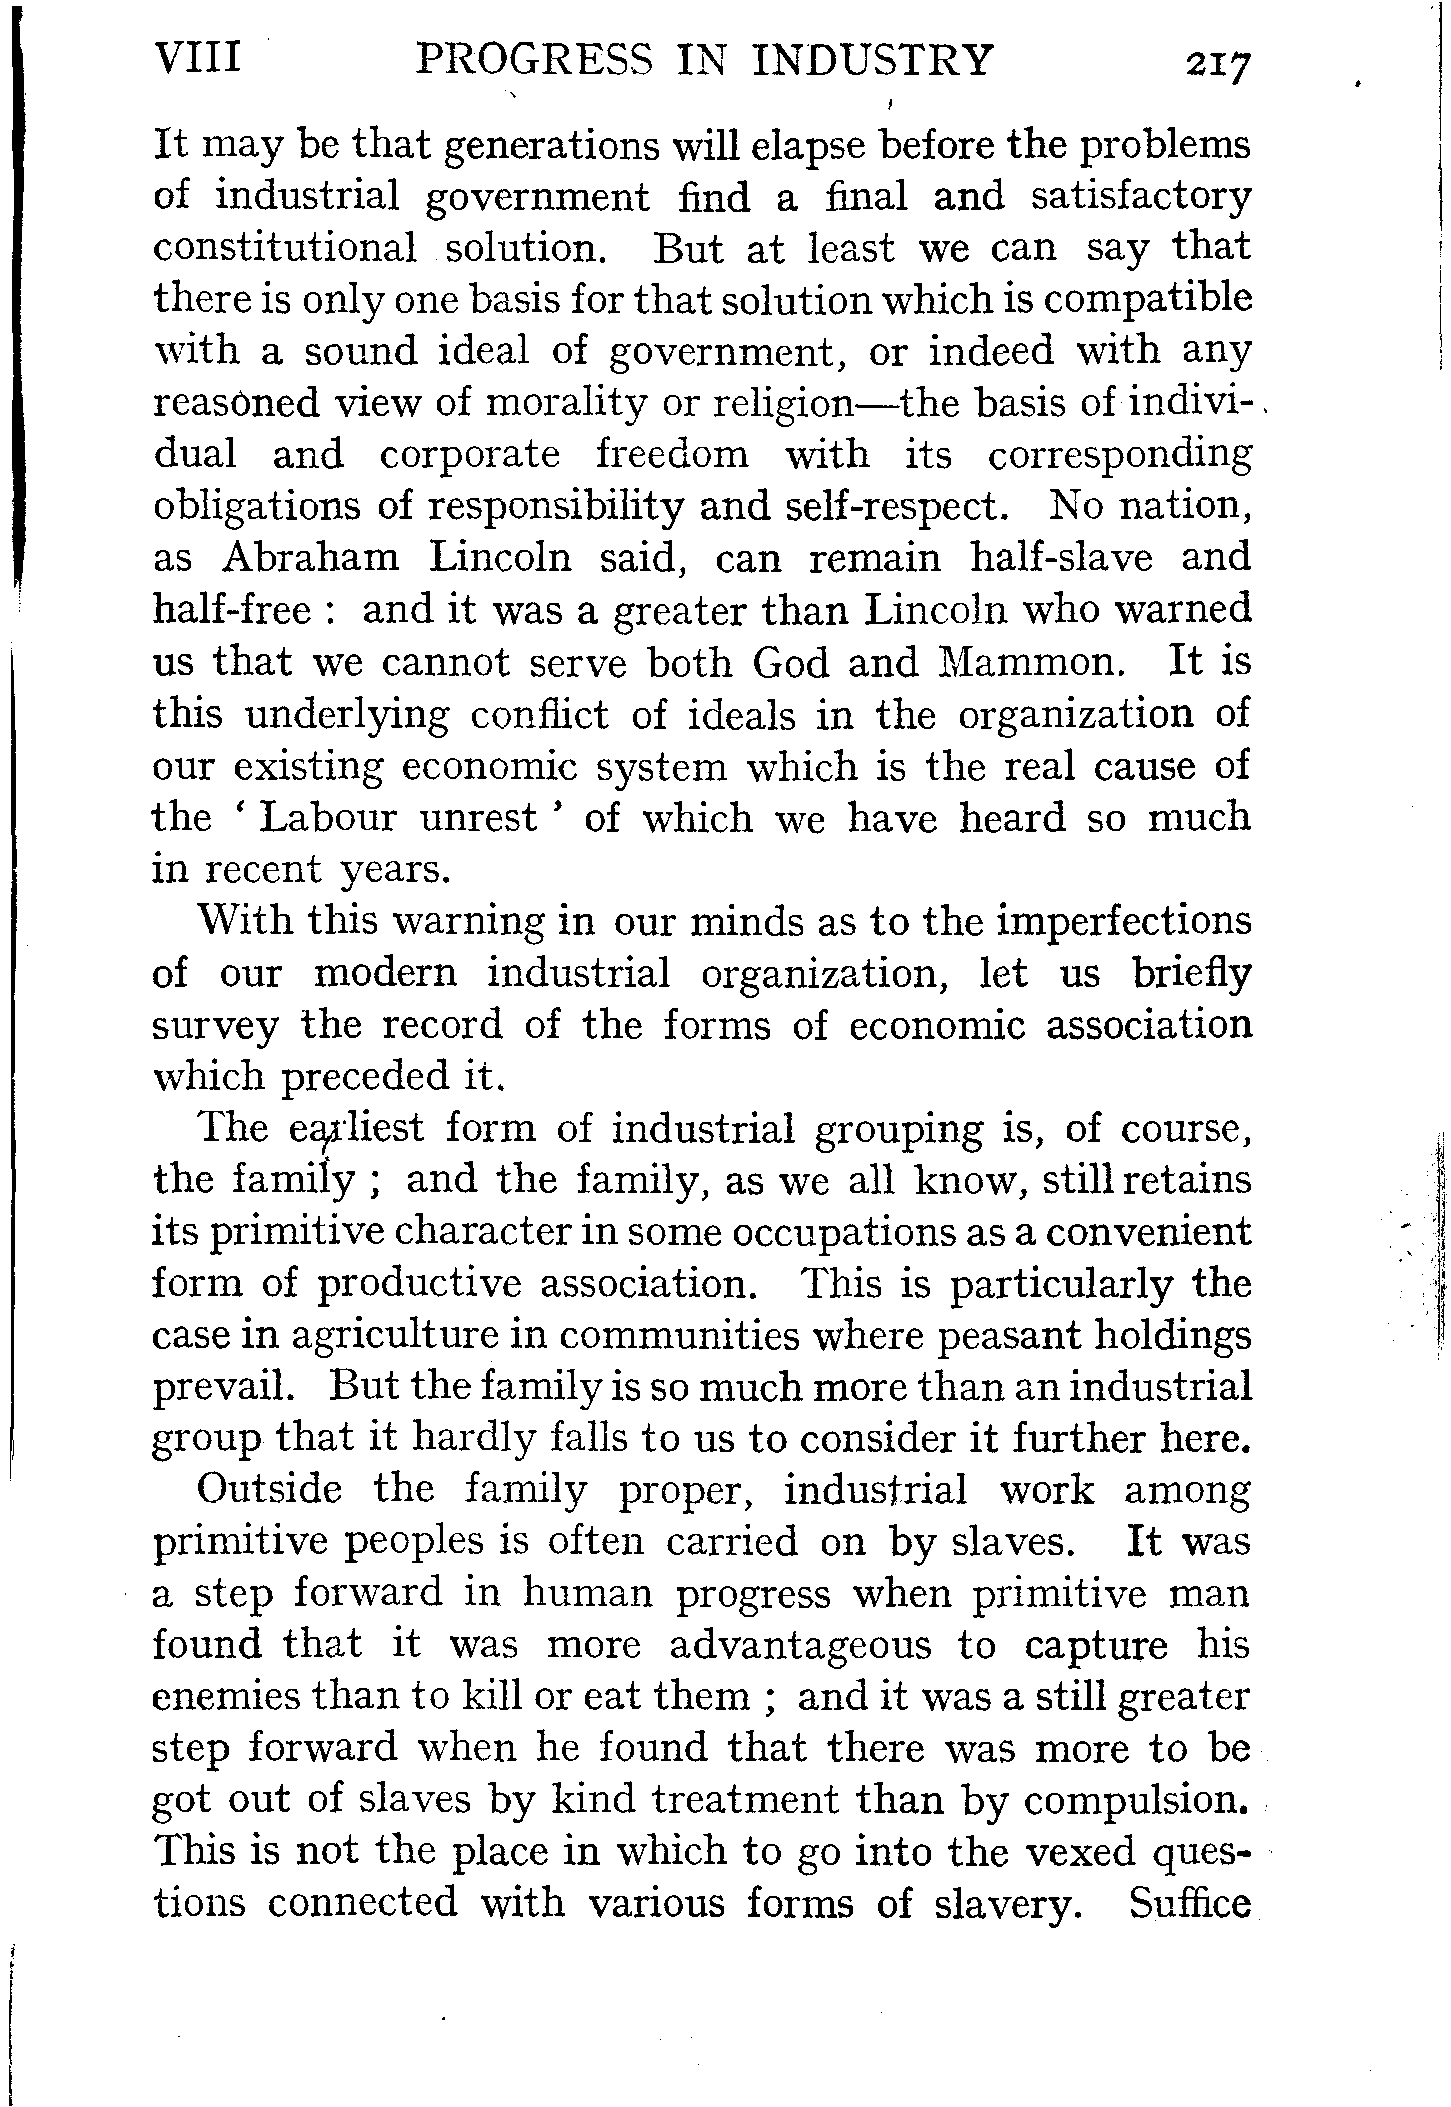 VIII PROGRESS IN INDUSTRY 217
It may be that generations will elapse before the problems
of industrial government find a final and satisfactory
constitutional solution. But at least we can say that
there is only one basis for that solution which is compatible
with a sound ideal of government, or indeed with any
reasoned view of morality or religion—the basis of indivi-
dual and corporate freedom with its corresponding
obligations of responsibility and self-respect. No nation,
as Abraham Lincoln said, can remain half-slave and
half-free : and it was a greater than Lincoln who warned
us that we cannot serve both God and Mammon. It is
this underlying conflict of ideals in the organization of
our existing economic system which is the real cause of
the ‘ Labour unrest ’ of which we have heard so much
in recent years.
With this warning in our minds as to the imperfections
of our modern industrial organization, let us briefly
survey the record of the forms of economic association
which preceded it.
The earliest form of industrial grouping is, of course,
the family ; and the family, as we all know, still retains
its primitive character in some occupations as a convenient
form of productive association. This is particularly the
case in agriculture in communities where peasant holdings
prevail. But the family is so much more than an industrial
group that it hardly falls to us to consider it further here.
Outside the family proper, industrial work among
primitive peoples is often carried on by slaves. It was
a step forward in human progress when primitive man
found that it was more advantageous to capture his
enemies than to kill or eat them ; and it was a still greater
step forward when he found that there was more to be
got out of slaves by kind treatment than by compulsion.
This is not the place in which to go into the vexed ques-
tions connected with various forms of slavery. Suffice